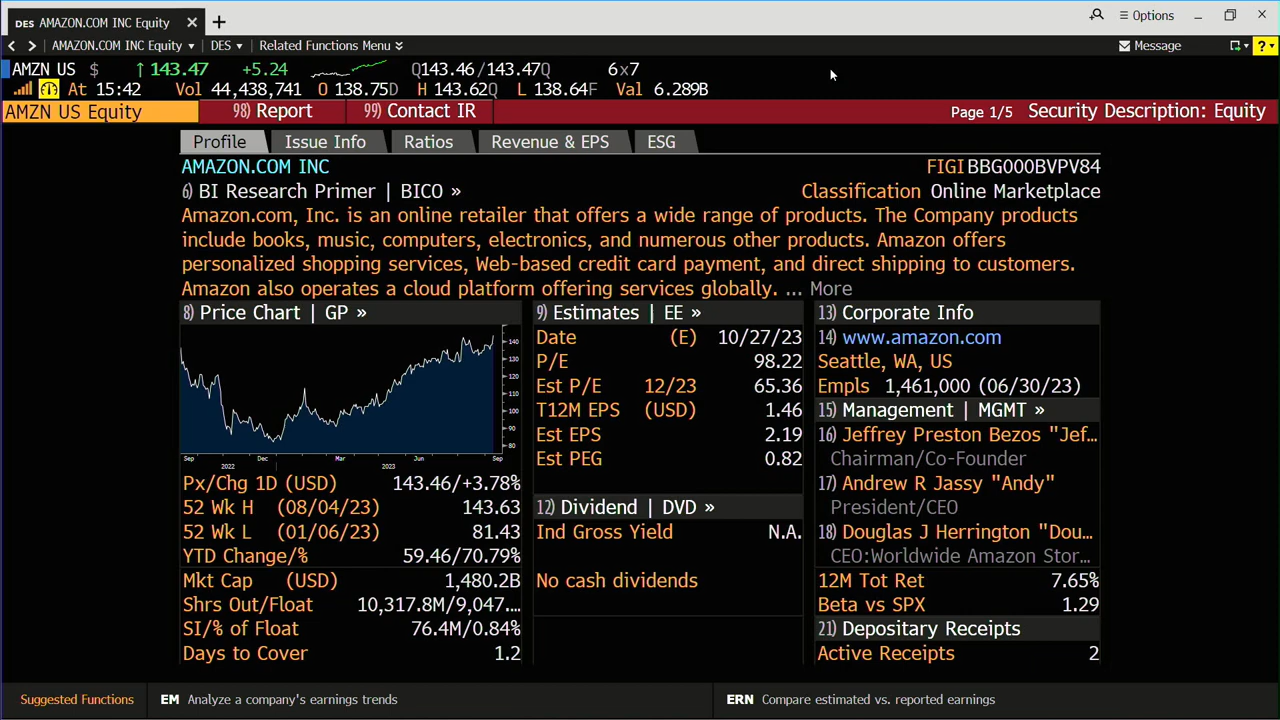 DES AMAZON.COM INC Equity
Options
AMAZON.COM INC Equity DES Related Functions Menu Message ?
AMZN US $ ↑ 143.47 +5.24 Q143.46/143.47Q 6x7
At 15:42 Vol 44,438,741 O 138.75D H 143.62Q L 138.64F Val 6.289B
AMZN US Equity 98) Report 99) Contact IR Page 1/5 Security Description: Equity
Profile Issue Info Ratios Revenue & EPS ESG
AMAZON.COM INC FIGI BBG000BVPV84
6) BI Research Primer | BICO » Classification Online Marketplace
Amazon.com, Inc. is an online retailer that offers a wide range of products. The Company products
include books, music, computers, electronics, and numerous other products. Amazon offers
personalized shopping services, Web-based credit card payment, and direct shipping to customers.
Amazon also operates a cloud platform offering services globally. ... More
8) Price Chart | GP »
140
130
120
110
100
90
80
Sep Dec Mar Jun Sep
2022 2023
Px/Chg 1D (USD) 143.46/+3.78%
52 Wk H (08/04/23) 143.63
52 Wk L (01/06/23) 81.43
YTD Change/% 59.46/70.79%
Mkt Cap (USD) 1,480.2B
Shrs Out/Float 10,317.8M/9,047....
SI/% of Float 76.4M/0.84%
Days to Cover 1.2
9) Estimates | EE »
Date (E) 10/27/23
P/E 98.22
Est P/E 12/23 65.36
T12M EPS (USD) 1.46
Est EPS 2.19
Est PEG 0.82
12) Dividend | DVD »
Ind Gross Yield N.A.
No cash dividends
13) Corporate Info
14) www.amazon.com
Seattle, WA, US
Empls 1,461,000 (06/30/23)
15) Management | MGMT »
16) Jeffrey Preston Bezos "Jef...
Chairman/Co-Founder
17) Andrew R Jassy "Andy"
President/CEO
18) Douglas J Herrington "Dou...
CEO:Worldwide Amazon Stor...
12M Tot Ret 7.65%
Beta vs SPX 1.29
21) Depositary Receipts
Active Receipts 2
Suggested Functions EM Analyze a company's earnings trends ERN Compare estimated vs. reported earnings